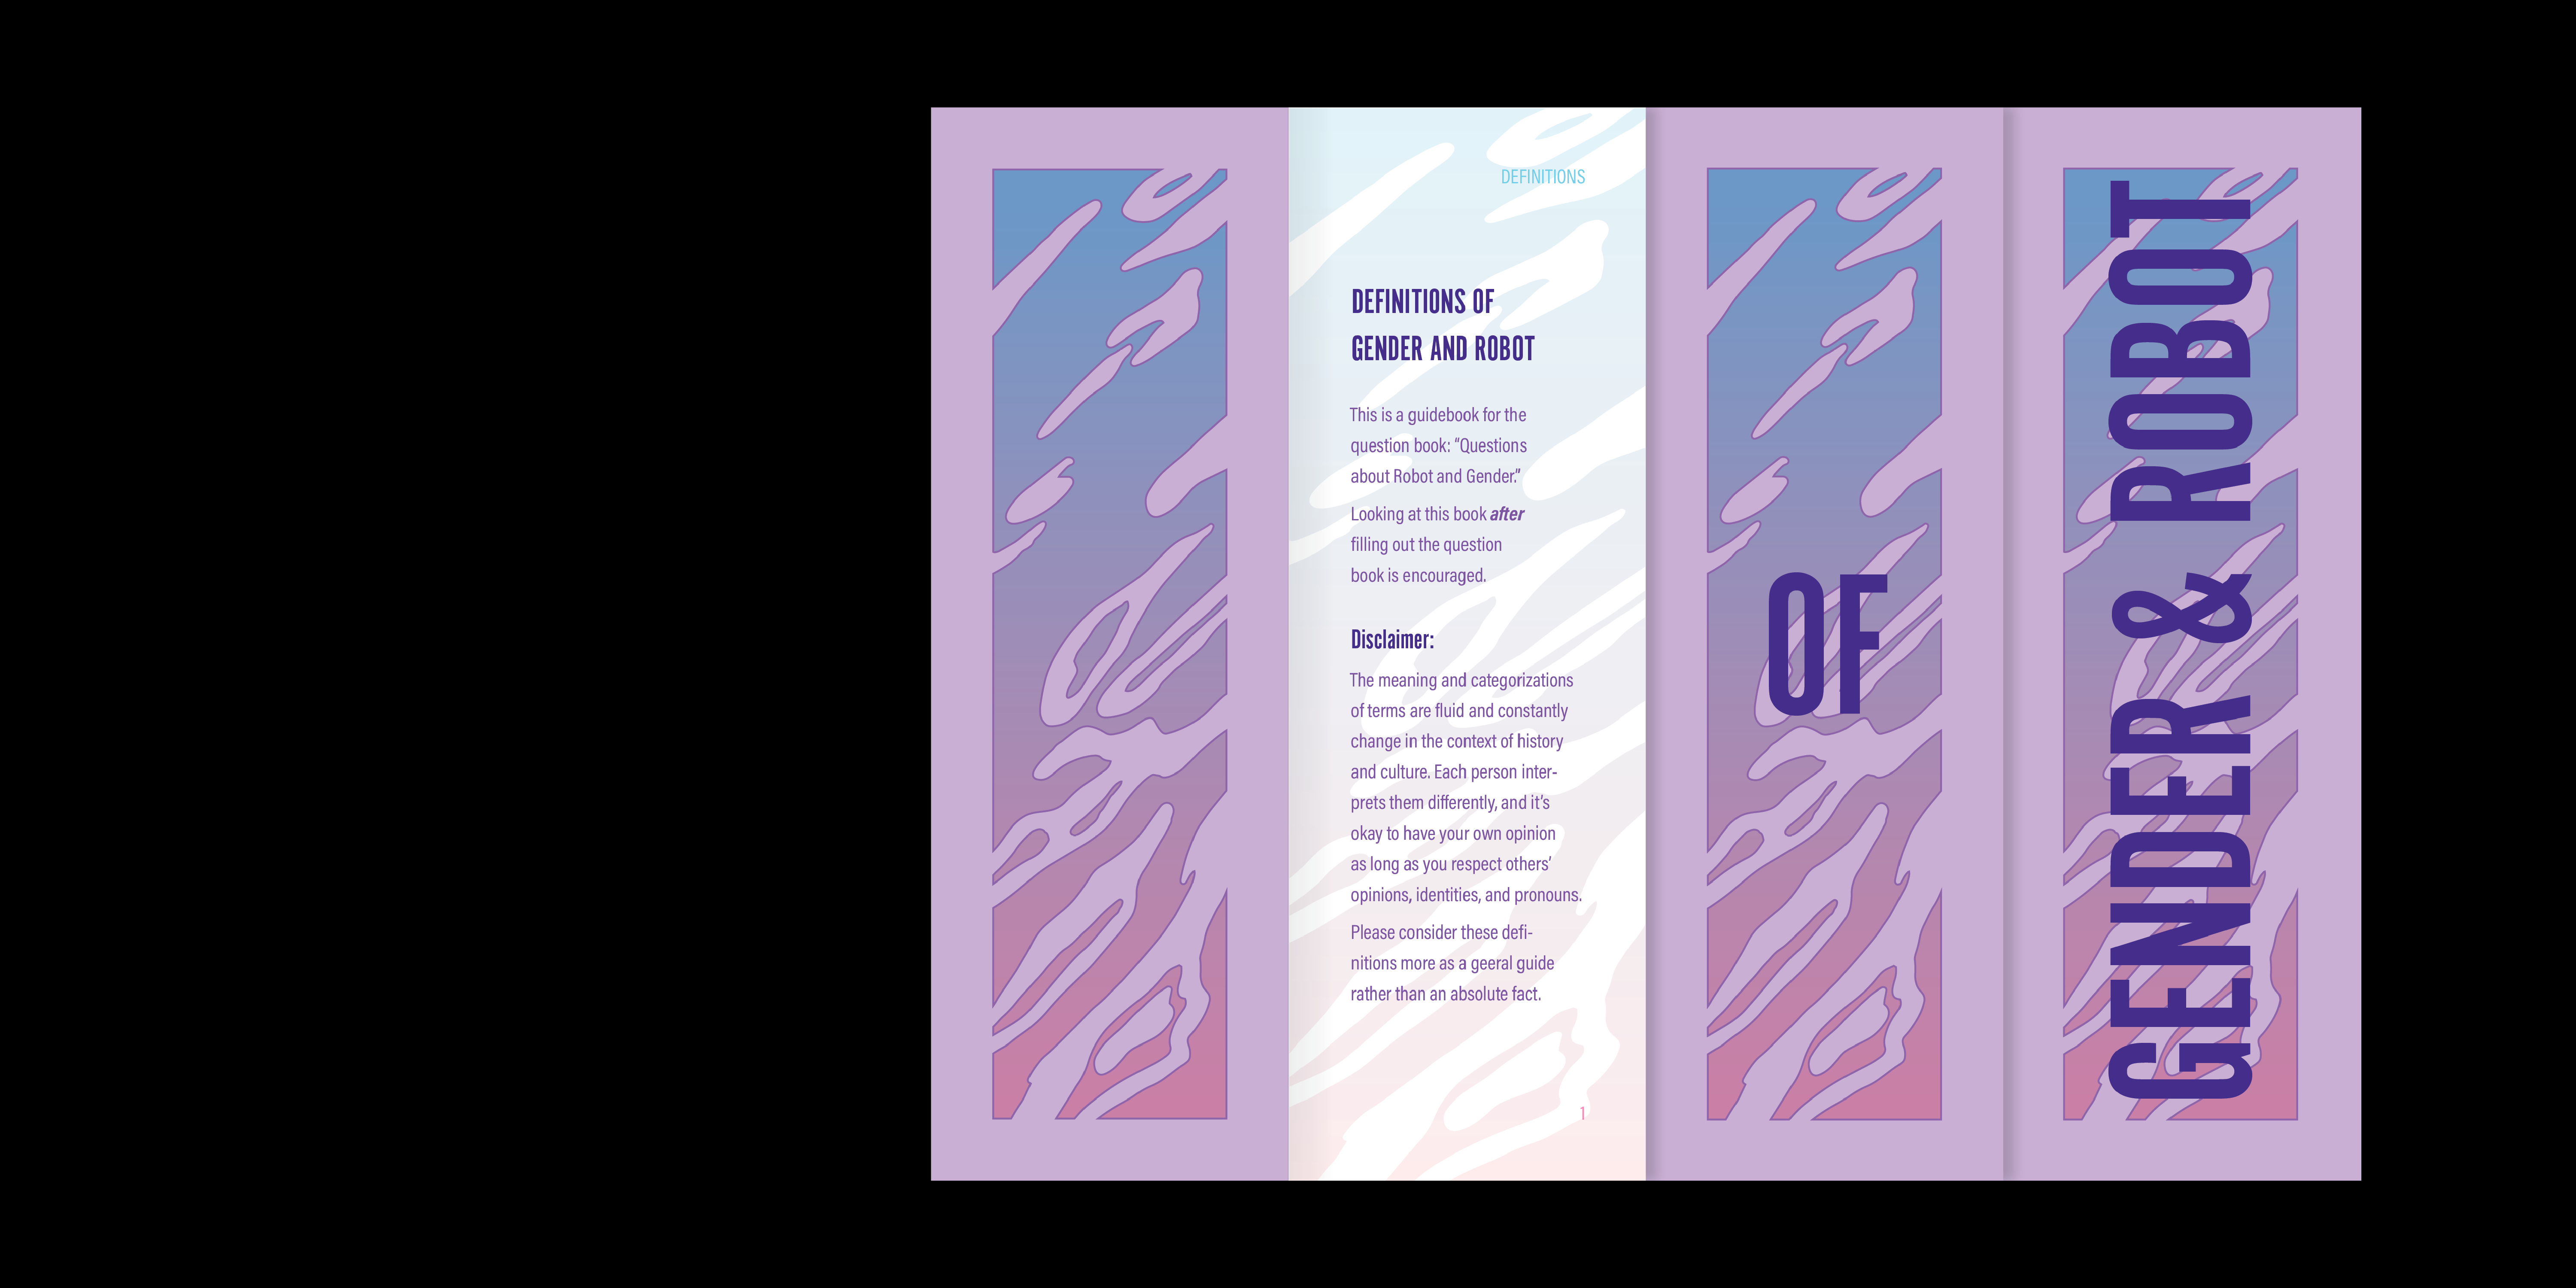 DEFINITIONS
DEFINITIONS OF
GENDER AND ROBOT
This is a guidebook for the
question book: “Questions
about Robot and Gender.”
Looking at this book after
filling out the question
book is encouraged.
Disclaimer:
The meaning and categorizations
of terms are fluid and constantly
change in the context of history
and culture. Each person inter-
prets them differently, and it’s
okay to have your own opinion
as long as you respect others’
opinions, identities, and pronouns.
Please consider these defi-
nitions more as a geeral guide
rather than an absolute fact.
1
OF
GENDER & ROBOT